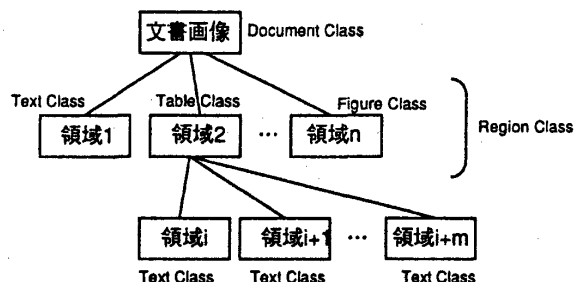 文書画像 Document Class
Text Class Table Class Figure Class
領域1 領域2 … 領域n Region Class
領域i 領域i+1 … 領域i+m
Text Class Text Class Text Class